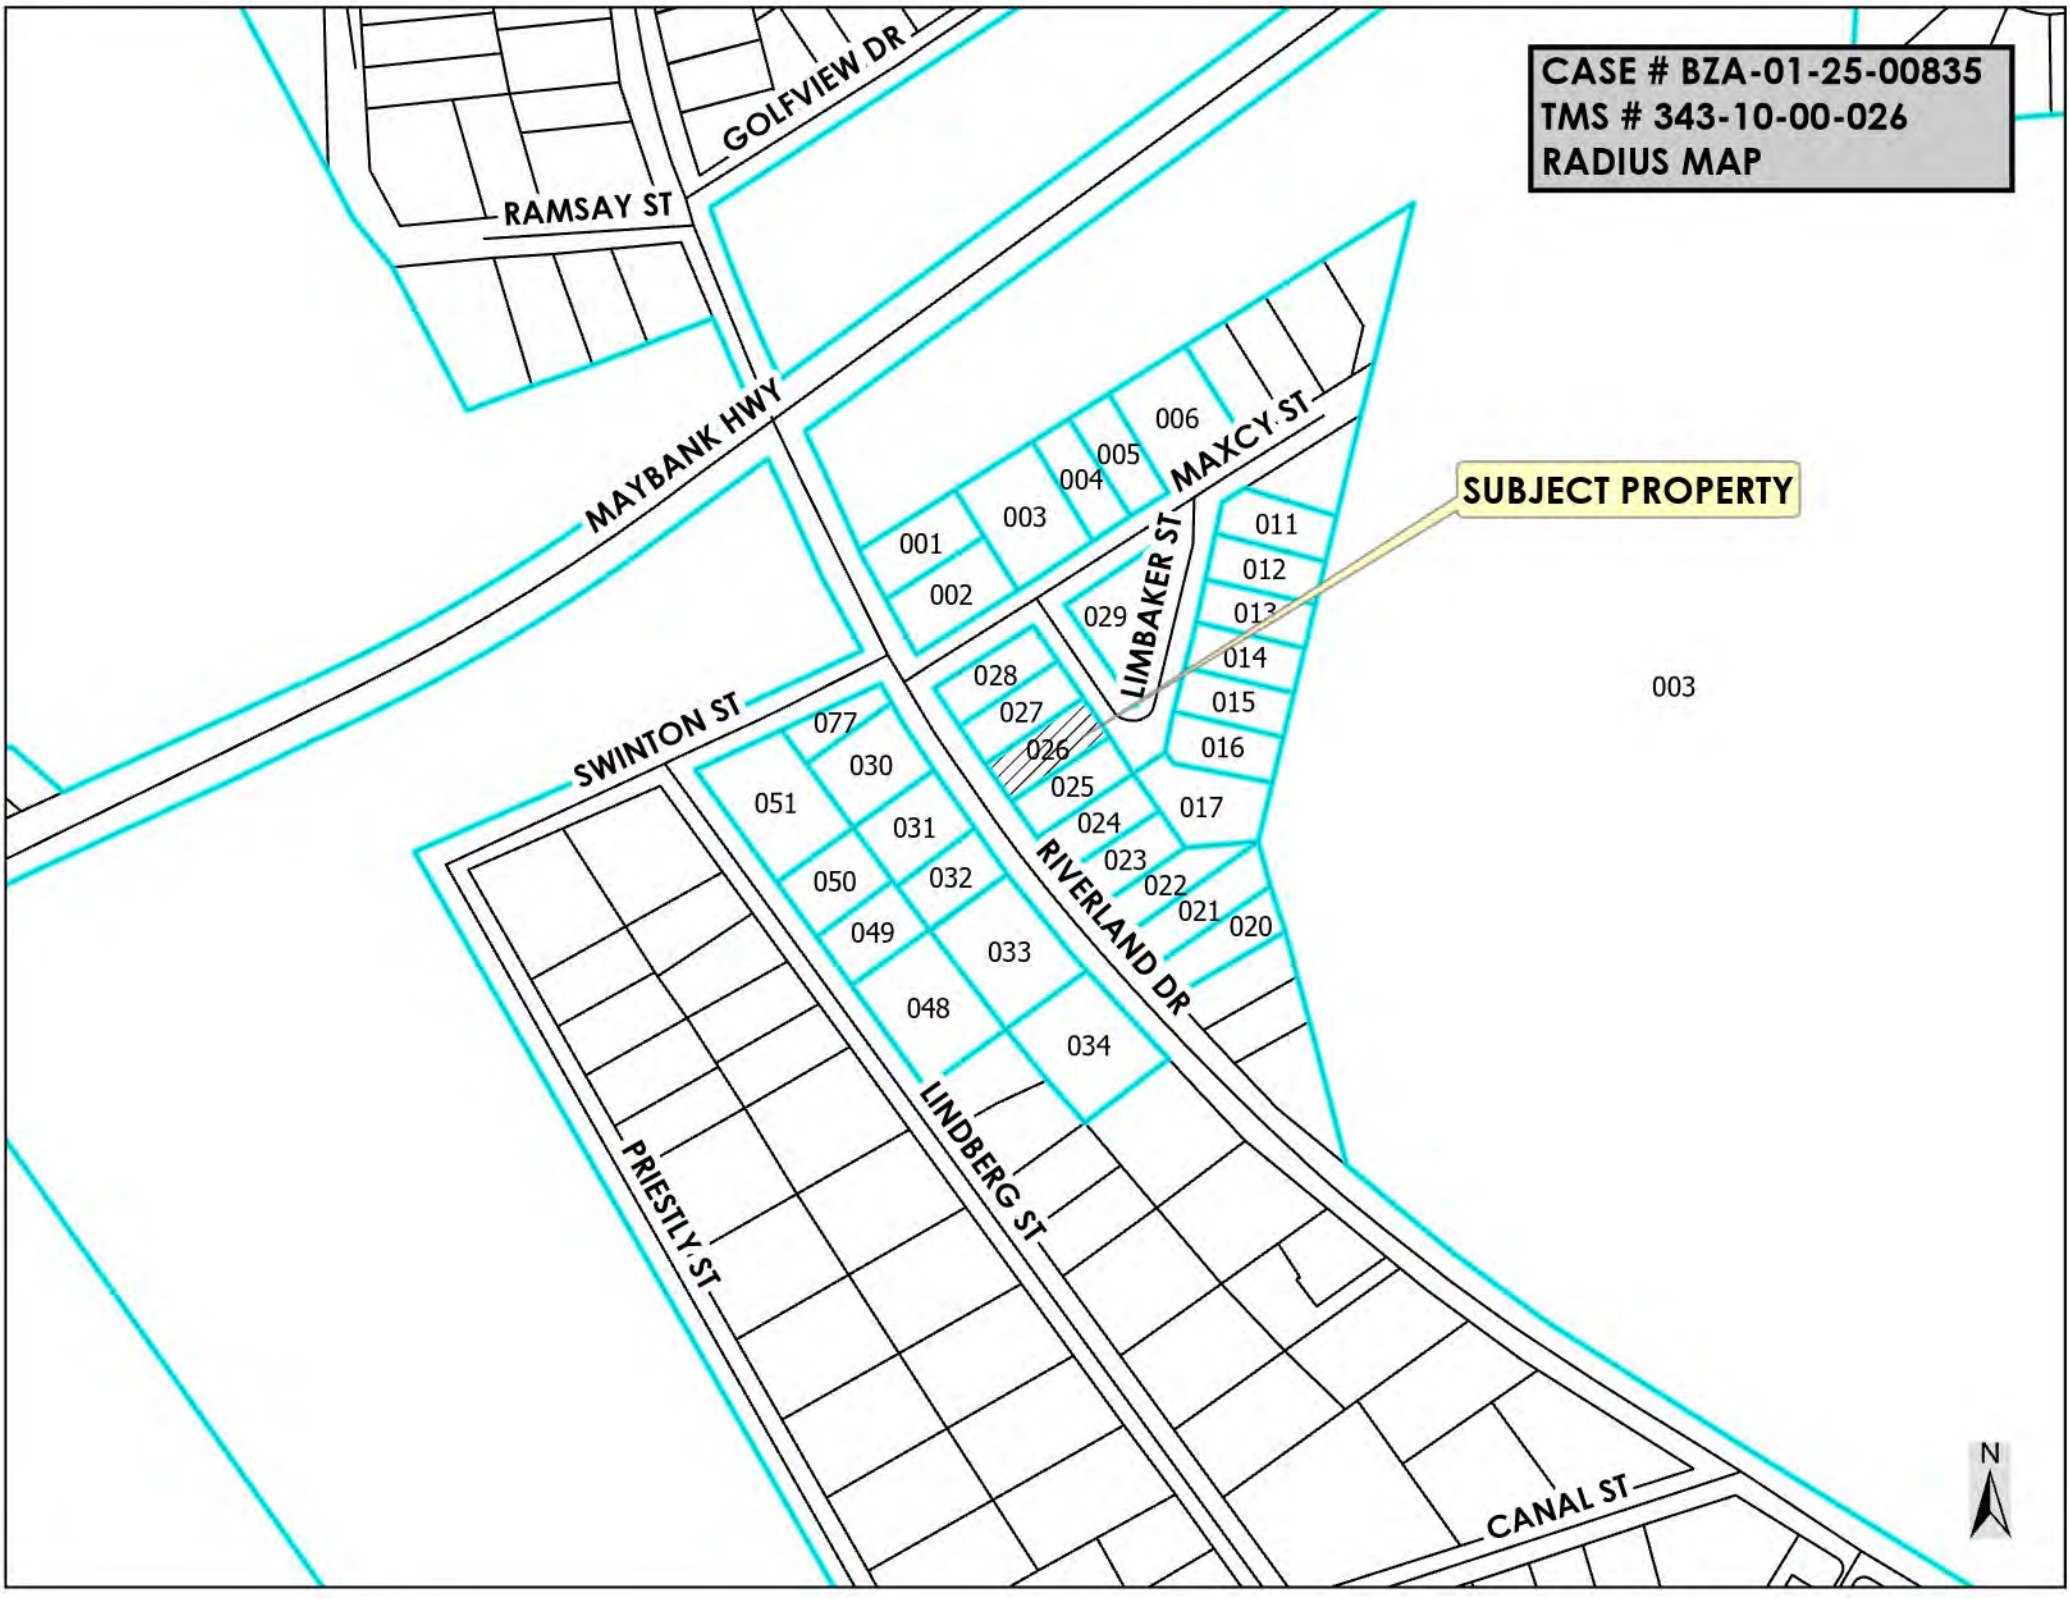 CASE # BZA-01-25-00835
TMS # 343-10-00-026
RADIUS MAP
GOLFVIEW DR
RAMSAY ST
MAYBANK HWY
006
MAXCY ST
005
004
003
001
002
SUBJECT PROPERTY
011
012
013
014
015
016
017
029
LIMBAKER ST
003
028
027
026
025
024
023
022
021
020
SWINTON ST
077
030
051
031
050
032
049
033
048
034
RIVERLAND DR
LINDBERG ST
PRIESTLY ST
CANAL ST
N